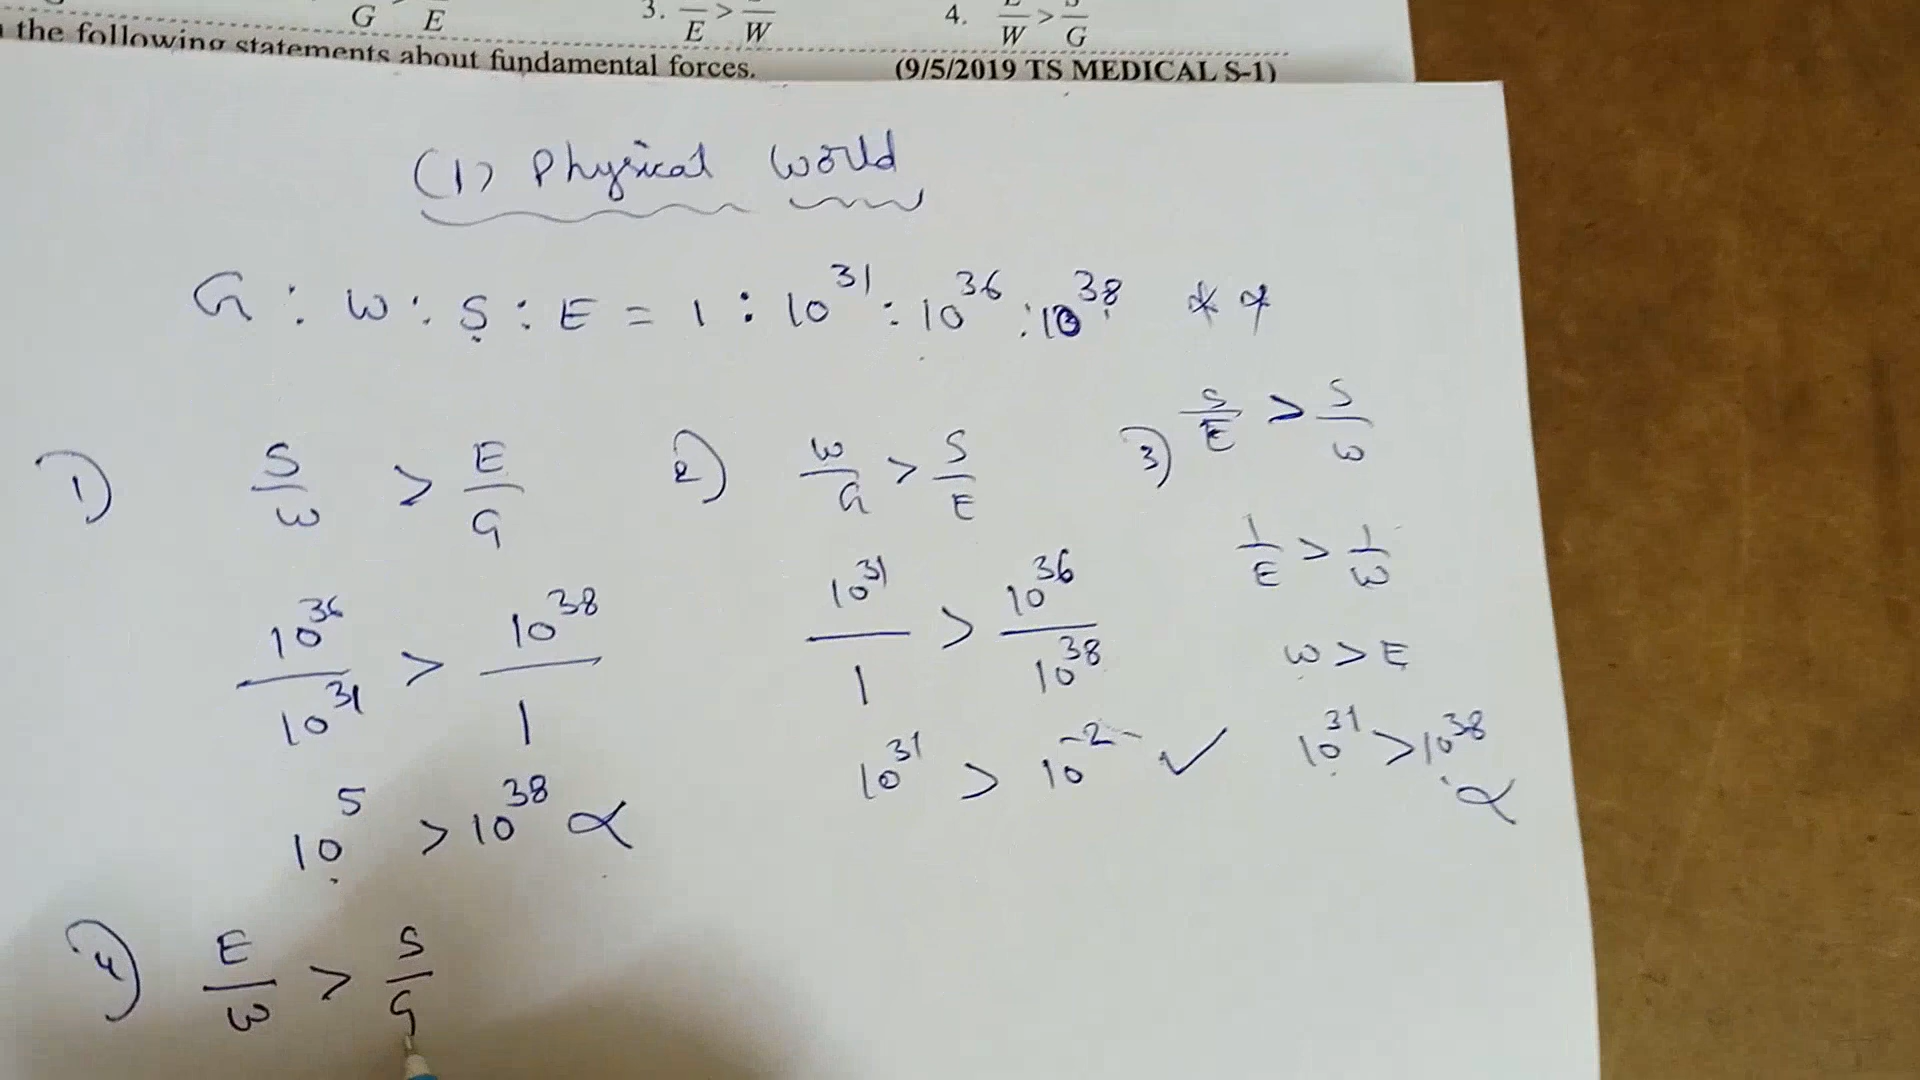 G > E 3. E > W 4. W > S/G
the following statements about fundamental forces. (9/5/2019 TS MEDICAL S-1)
(1) Physical World
G : W : S : E = 1 : 10^31 : 10^36 : 10^38 * *
1) S/W > E/G
10^36/10^31 > 10^38/1
10^5 > 10^38 ×
2) W/G > S/E
10^31/1 > 10^36/10^38
10^31 > 10^-2 ✓
3) S/E > S/W
1/E > 1/W
W > E
10^31 > 10^38 ×
4) E/W > S/G